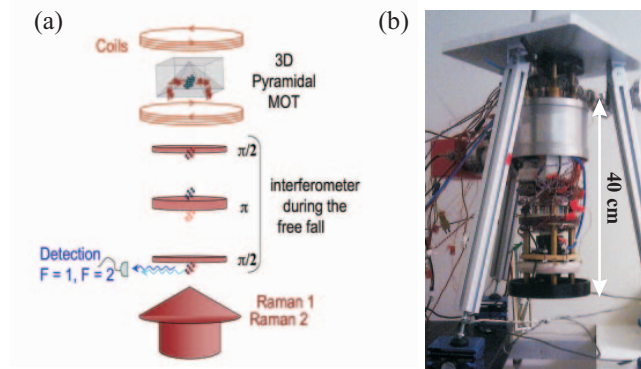 (a)
Coils
3D
Pyramidal
MOT
π/2
π
interferometer
during the
free fall
π/2
Detection
F = 1, F = 2
Raman 1
Raman 2
(b)
40 cm